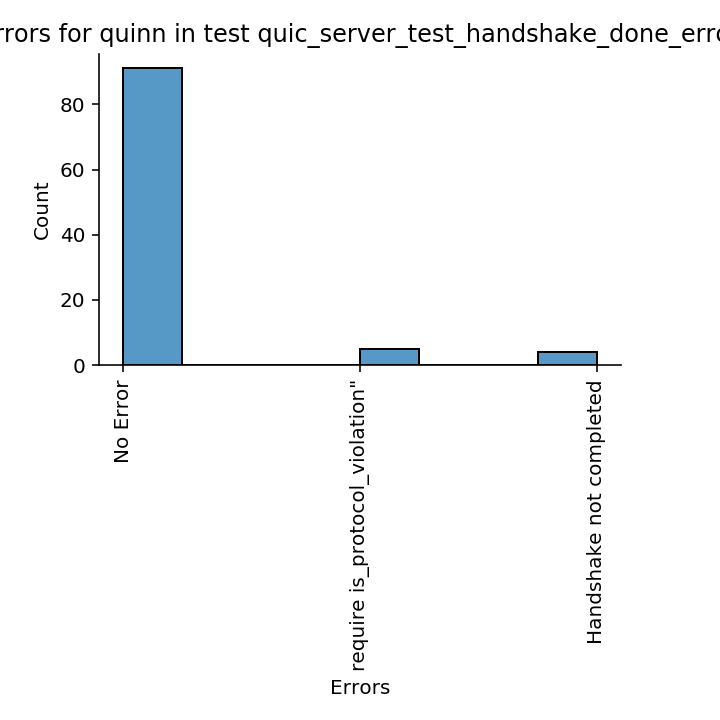 rrors for quinn in test quic_server_test_handshake_done_erro
80
60
40
20
0
Count
No Error
require is_protocol_violation"
Handshake not completed
Errors